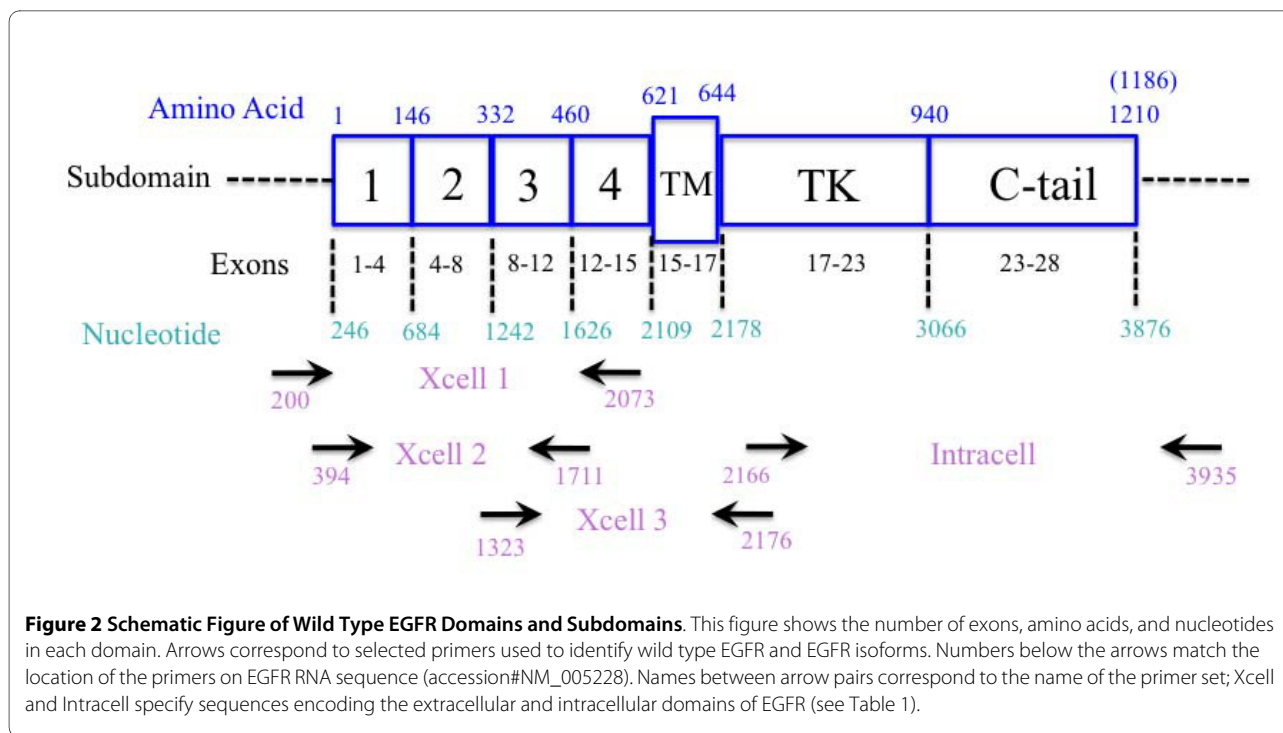 (1186)
Amino Acid 1 146 332 460 621 644 940 1210
Subdomain 1 2 3 4 TM TK C-tail
Exons 1-4 4-8 8-12 12-15 15-17 17-23 23-28
Nucleotide 246 684 1242 1626 2109 2178 3066 3876
Xcell 1
200 2073
Xcell 2 Intracell
394 1711 2166 3935
Xcell 3
1323 2176
Figure 2 Schematic Figure of Wild Type EGFR Domains and Subdomains. This figure shows the number of exons, amino acids, and nucleotides
in each domain. Arrows correspond to selected primers used to identify wild type EGFR and EGFR isoforms. Numbers below the arrows match the
location of the primers on EGFR RNA sequence (accession#NM_005228). Names between arrow pairs correspond to the name of the primer set; Xcell
and Intracell specify sequences encoding the extracellular and intracellular domains of EGFR (see Table 1).